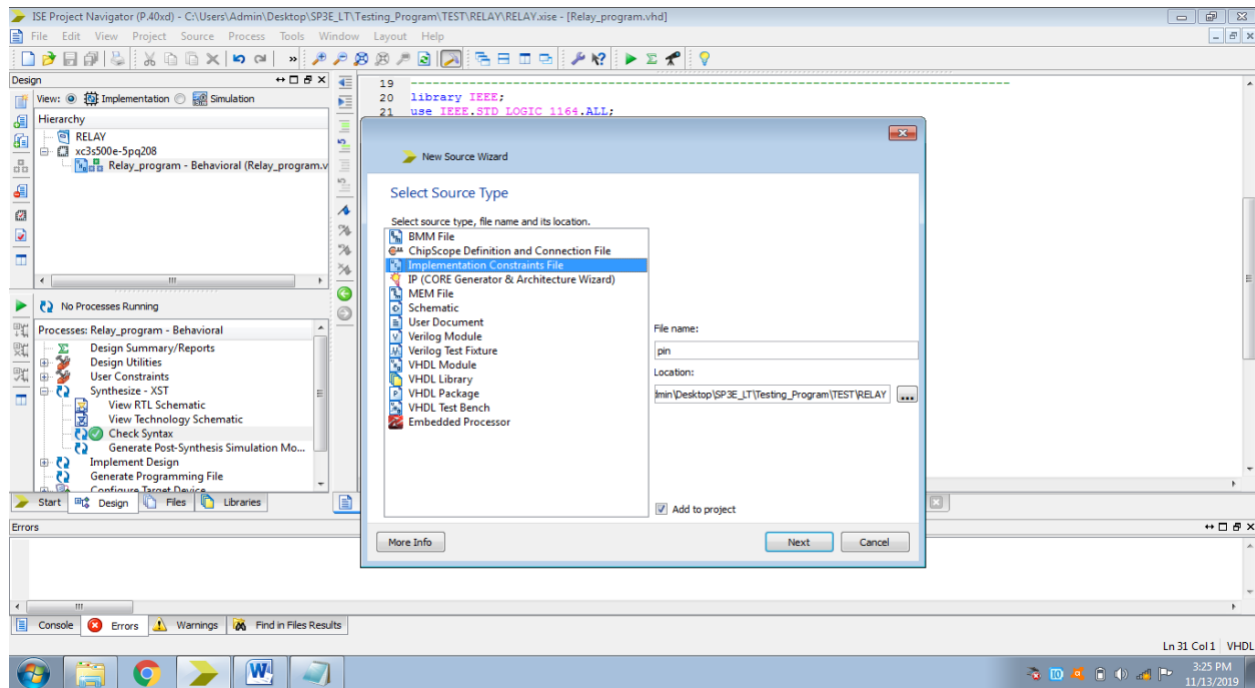 ISE Project Navigator (P.40xd) - C:\Users\Admin\Desktop\SP3E_LT\Testing_Program\TEST\RELAY\RELAY.xise - [Relay_program.vhd]
File Edit View Project Source Process Tools Window Layout Help
Design
View: Implementation Simulation
Hierarchy
RELAY
xc3s500e-5pq208
Relay_program - Behavioral (Relay_program.v
No Processes Running
Processes: Relay_program - Behavioral
Design Summary/Reports
Design Utilities
User Constraints
Synthesize - XST
View RTL Schematic
View Technology Schematic
Check Syntax
Generate Post-Synthesis Simulation Mo...
Implement Design
Generate Programming File
Configure Target Device
Start Design Files Libraries
19 ----------------------------------------------------------------------------------
20 library IEEE;
21 use IEEE.STD_LOGIC_1164.ALL;
New Source Wizard
Select Source Type
Select source type, file name and its location.
BMM File
ChipScope Definition and Connection File
Implementation Constraints File
IP (CORE Generator & Architecture Wizard)
MEM File
Schematic
User Document
Verilog Module
Verilog Test Fixture
VHDL Module
VHDL Library
VHDL Package
VHDL Test Bench
Embedded Processor
File name:
pin
Location:
dmin\Desktop\SP3E_LT\Testing_Program\TEST\RELAY
...
Add to project
More Info Next Cancel
Errors
Console Errors Warnings Find in Files Results
Ln 31 Col 1 VHDL
3:25 PM
11/13/2019